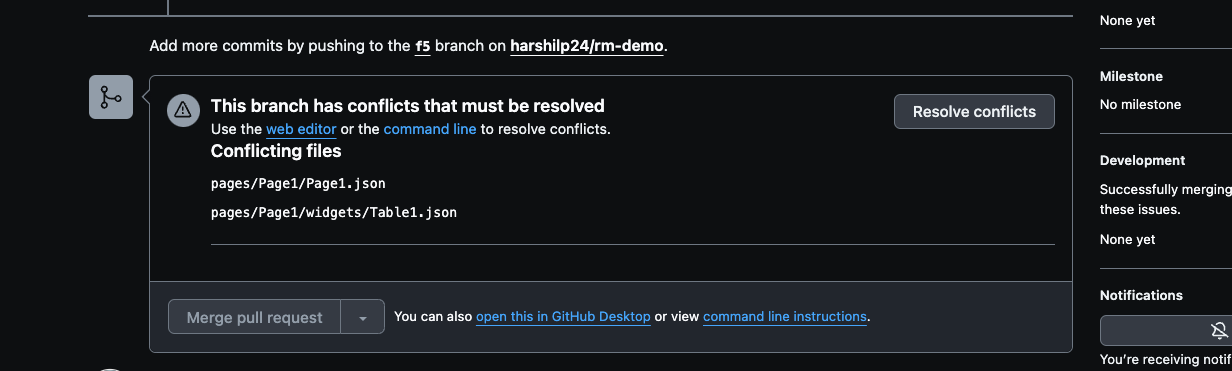 Add more commits by pushing to the f5 branch on harshilp24/rm-demo.
This branch has conflicts that must be resolved
Use the web editor or the command line to resolve conflicts.
Resolve conflicts
Conflicting files
pages/Page1/Page1.json
pages/Page1/widgets/Table1.json
Merge pull request
You can also open this in GitHub Desktop or view command line instructions.
None yet
Milestone
No milestone
Development
Successfully merging
these issues.
None yet
Notifications
You're receiving notif